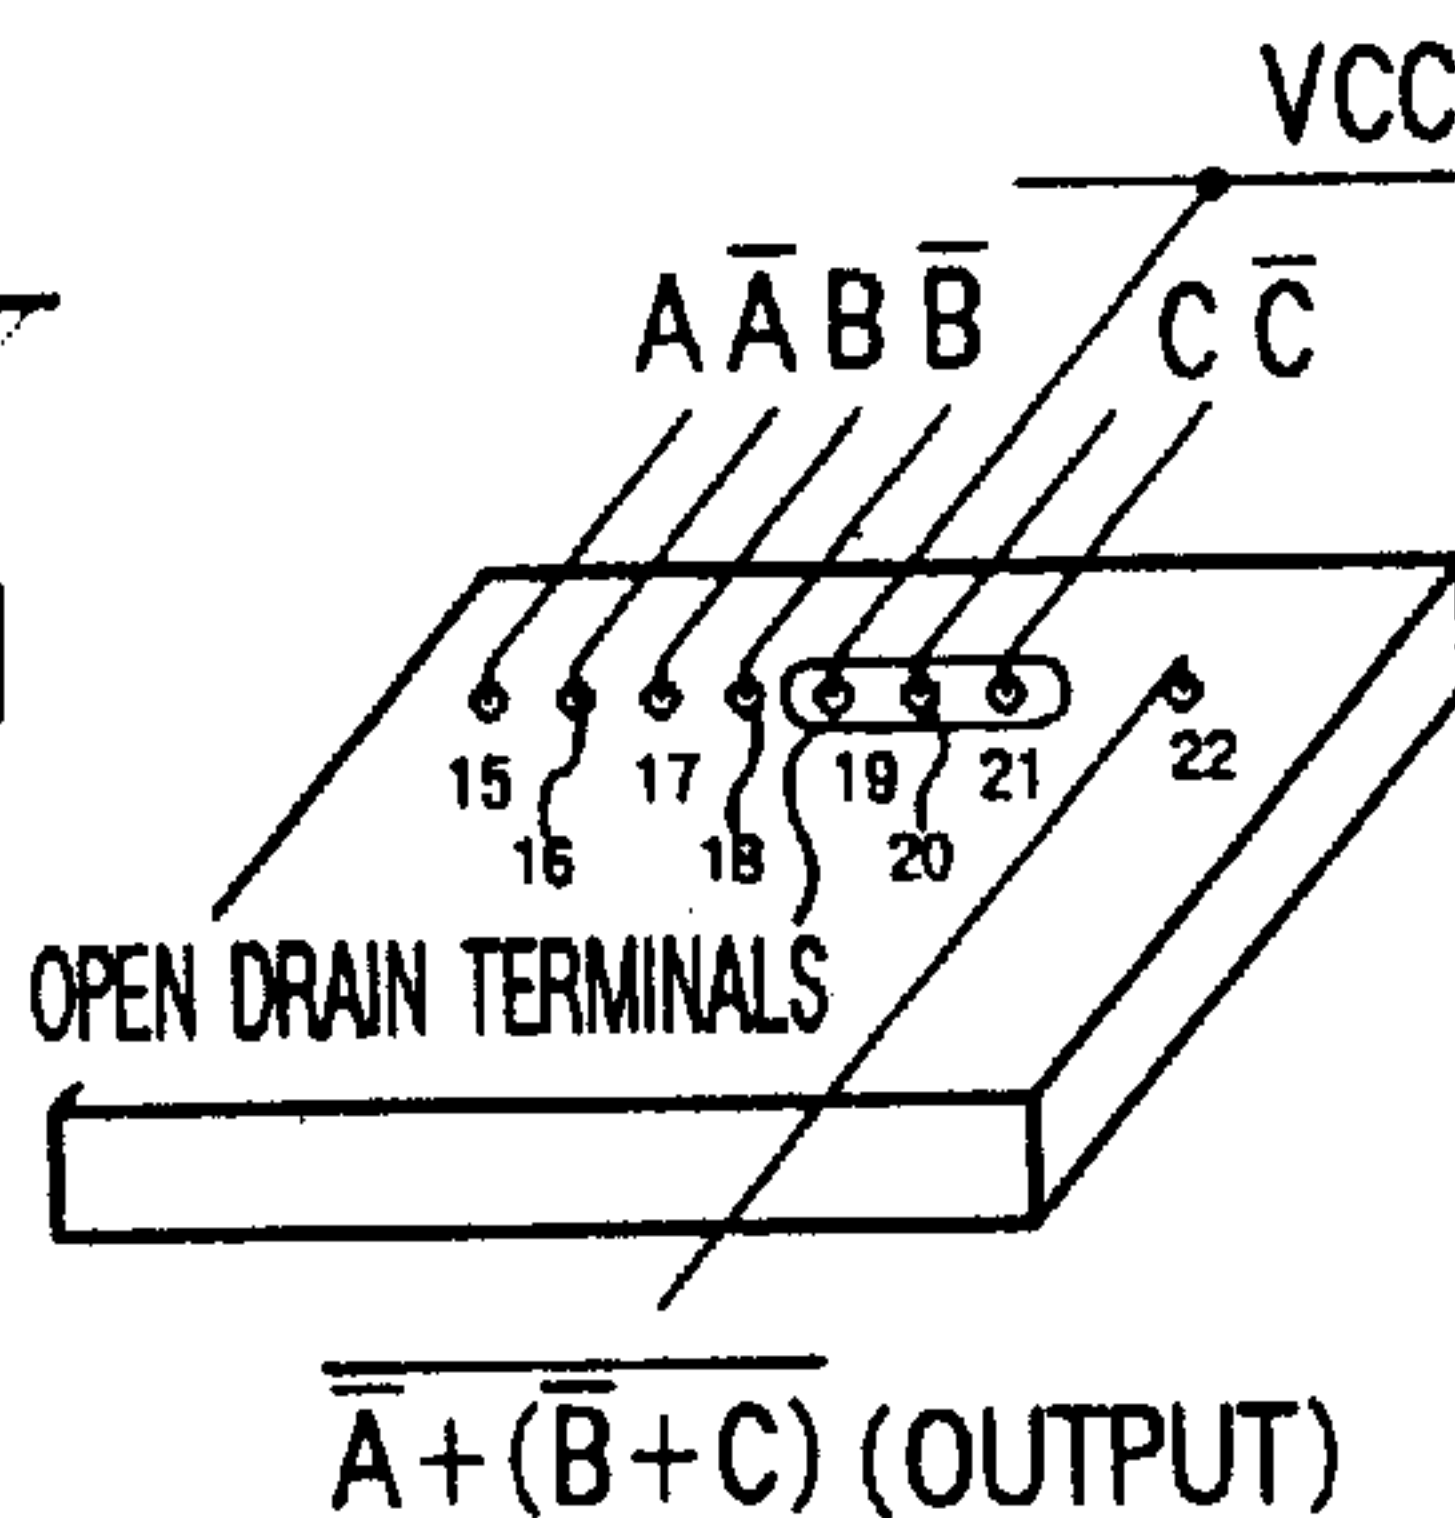 VCC
A A̅ B B̅ C C̅
15 17 19 21 22
16 18 20
OPEN DRAIN TERMINALS
A̅̅+(B̅̅+̅C̅)̅ (OUTPUT)